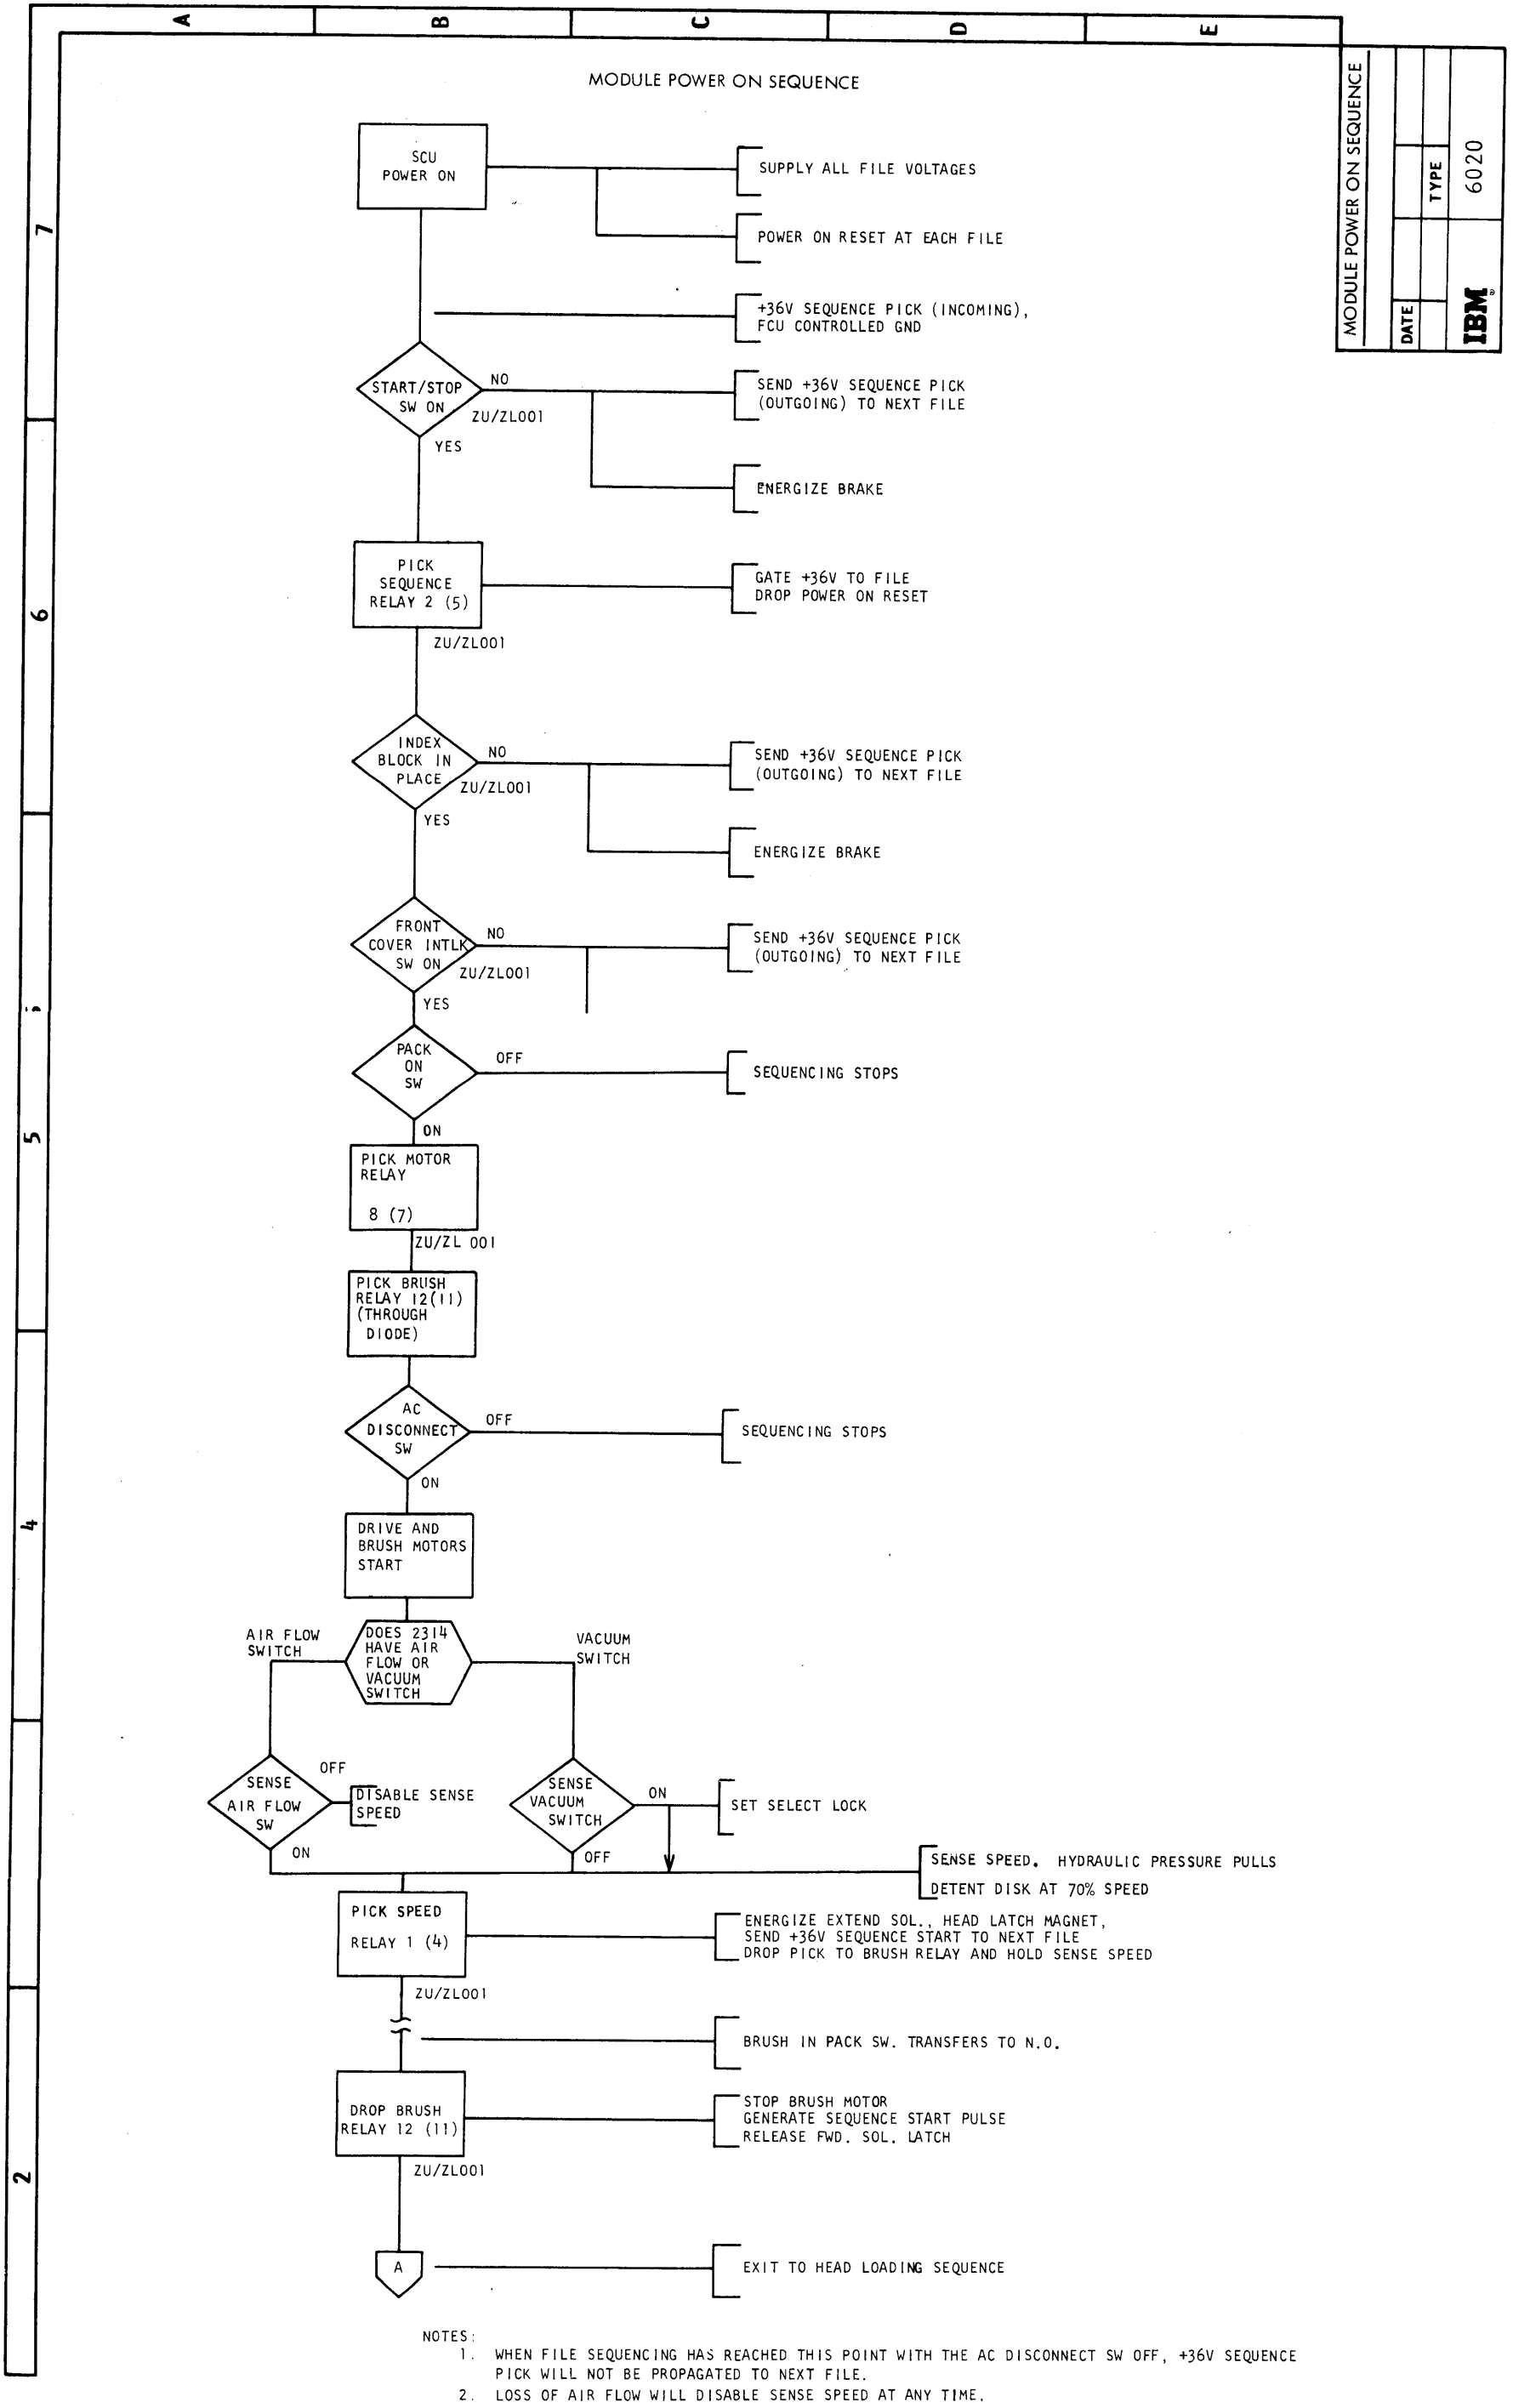 A
B
C
D
E
MODULE POWER ON SEQUENCE
MODULE POWER ON SEQUENCE
DATE
TYPE
IBM®
6020
7
6
5
4
2
SCU
POWER ON
SUPPLY ALL FILE VOLTAGES
POWER ON RESET AT EACH FILE
+36V SEQUENCE PICK (INCOMING),
FCU CONTROLLED GND
START/STOP
SW ON
NO
ZU/ZL001
YES
SEND +36V SEQUENCE PICK
(OUTGOING) TO NEXT FILE
ENERGIZE BRAKE
PICK
SEQUENCE
RELAY 2 (5)
ZU/ZL001
GATE +36V TO FILE
DROP POWER ON RESET
INDEX
BLOCK IN
PLACE
NO
ZU/ZL001
YES
SEND +36V SEQUENCE PICK
(OUTGOING) TO NEXT FILE
ENERGIZE BRAKE
FRONT
COVER INTLK
SW ON
NO
ZU/ZL001
YES
SEND +36V SEQUENCE PICK
(OUTGOING) TO NEXT FILE
PACK
ON
SW
OFF
ON
SEQUENCING STOPS
PICK MOTOR
RELAY
8 (7)
ZU/ZL 001
PICK BRUSH
RELAY 12(11)
(THROUGH
DIODE)
AC
DISCONNECT
SW
OFF
ON
SEQUENCING STOPS
DRIVE AND
BRUSH MOTORS
START
DOES 2314
HAVE AIR
FLOW OR
VACUUM
SWITCH
AIR FLOW
SWITCH
VACUUM
SWITCH
SENSE
AIR FLOW
SW
OFF
ON
DISABLE SENSE
SPEED
SENSE
VACUUM
SWITCH
ON
OFF
SET SELECT LOCK
SENSE SPEED. HYDRAULIC PRESSURE PULLS
DETENT DISK AT 70% SPEED
PICK SPEED
RELAY 1 (4)
ZU/ZL001
ENERGIZE EXTEND SOL., HEAD LATCH MAGNET,
SEND +36V SEQUENCE START TO NEXT FILE
DROP PICK TO BRUSH RELAY AND HOLD SENSE SPEED
BRUSH IN PACK SW. TRANSFERS TO N.O.
DROP BRUSH
RELAY 12 (11)
ZU/ZL001
STOP BRUSH MOTOR
GENERATE SEQUENCE START PULSE
RELEASE FWD. SOL. LATCH
A
EXIT TO HEAD LOADING SEQUENCE
NOTES:
1. WHEN FILE SEQUENCING HAS REACHED THIS POINT WITH THE AC DISCONNECT SW OFF, +36V SEQUENCE
PICK WILL NOT BE PROPAGATED TO NEXT FILE.
2. LOSS OF AIR FLOW WILL DISABLE SENSE SPEED AT ANY TIME.